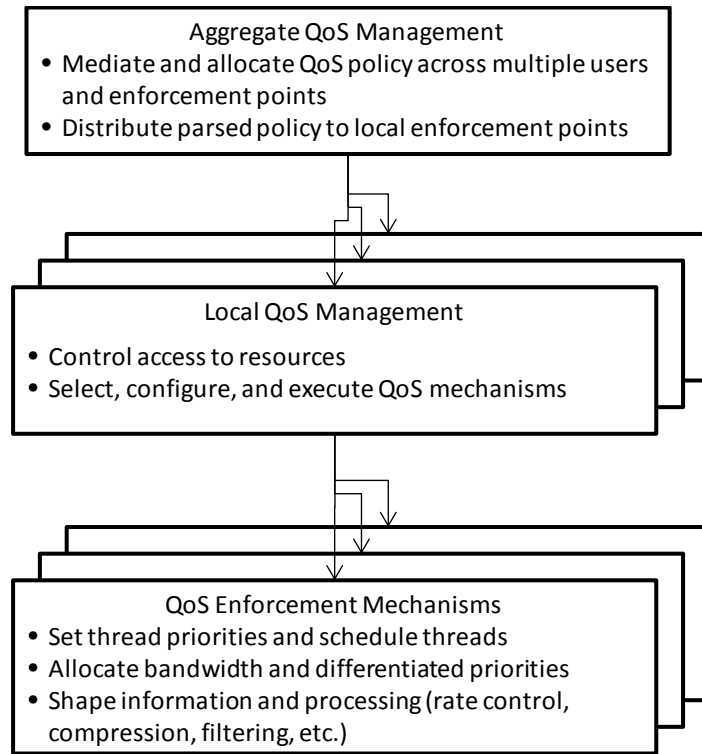 Aggregate QoS Management
• Mediate and allocate QoS policy across multiple users
and enforcement points
• Distribute parsed policy to local enforcement points
Local QoS Management
• Control access to resources
• Select, configure, and execute QoS mechanisms
QoS Enforcement Mechanisms
• Set thread priorities and schedule threads
• Allocate bandwidth and differentiated priorities
• Shape information and processing (rate control,
compression, filtering, etc.)